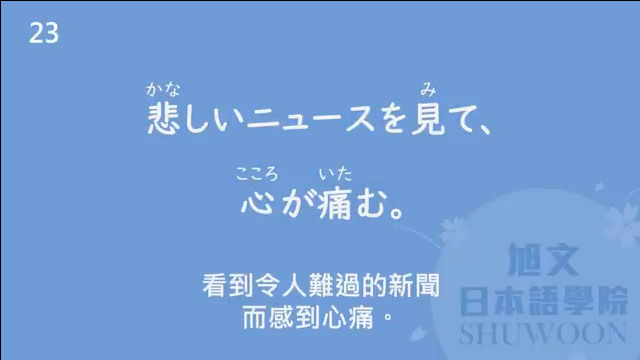 23
かな み
悲しいニュースを見て、
こころ いた
心が痛む。
看到令人難過的新聞
而感到心痛。
旭文
日本語學院
SHUWOON